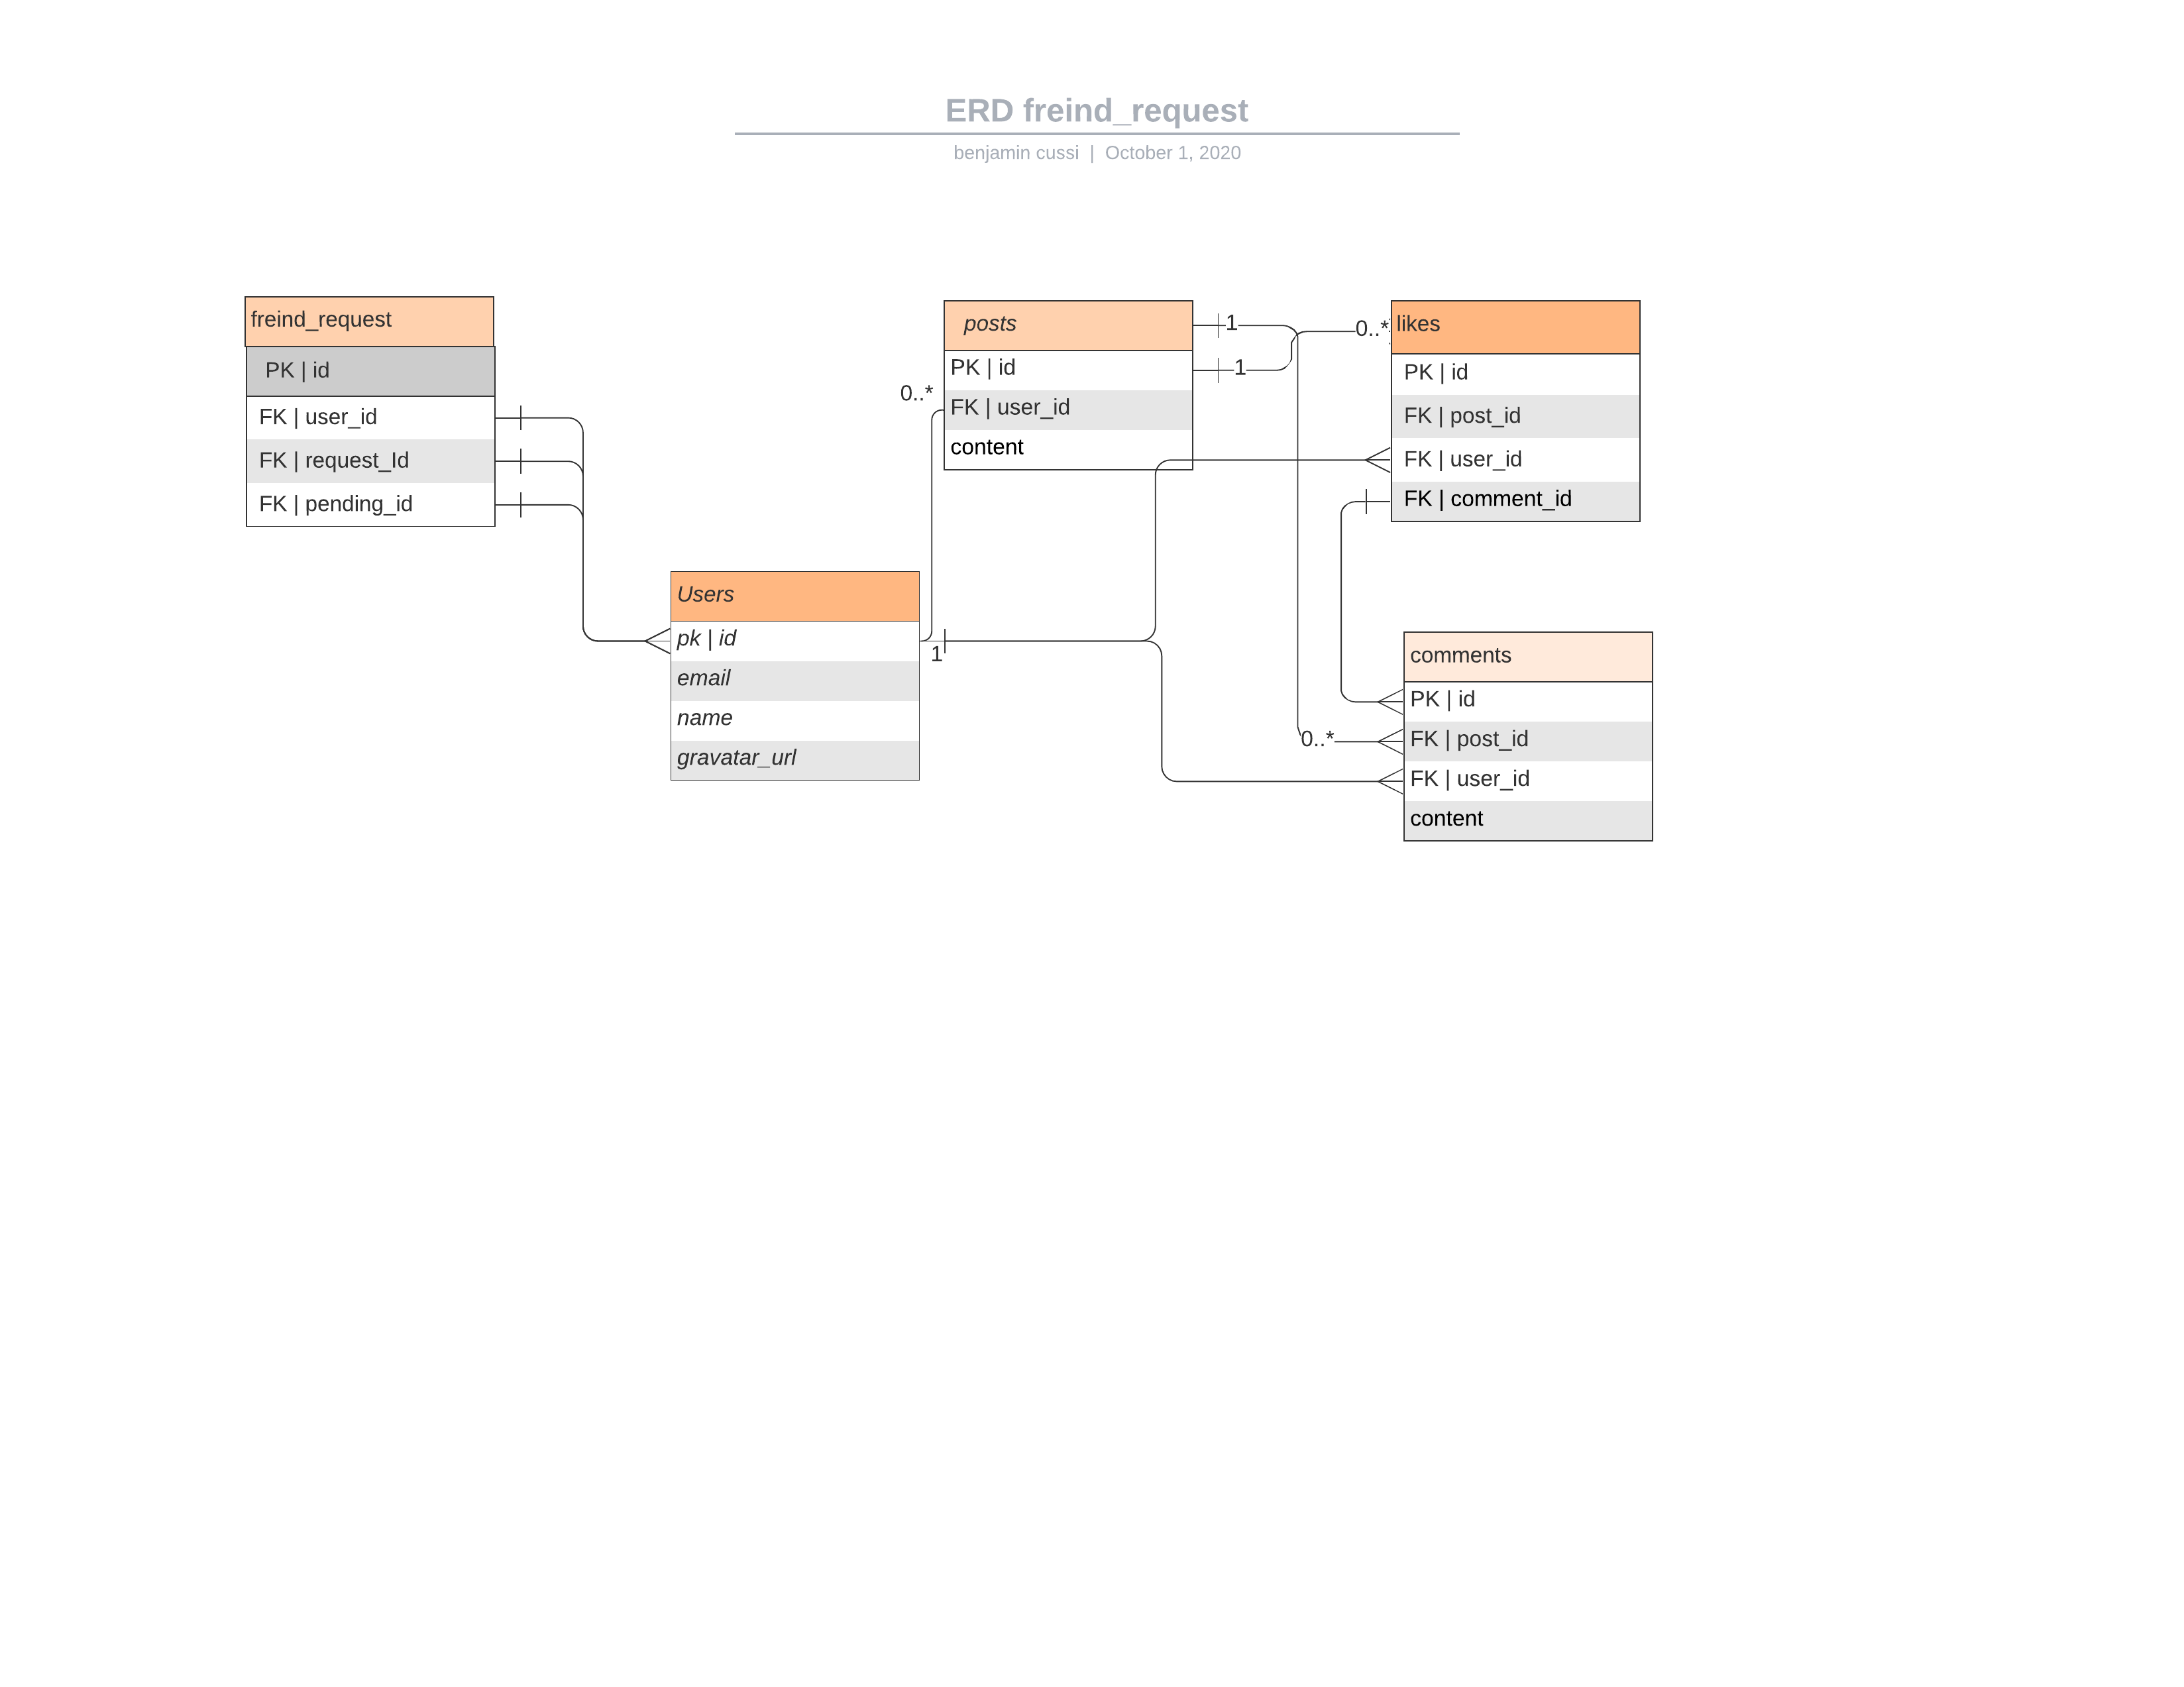 ERD freind_request
benjamin cussi | October 1, 2020
freind_request
PK | id
FK | user_id
FK | request_Id
FK | pending_id
Users
pk | id
email
name
gravatar_url
0..*
1
posts
PK | id
FK | user_id
content
1
1
0..*
likes
PK | id
FK | post_id
FK | user_id
FK | comment_id
0..*
comments
PK | id
FK | post_id
FK | user_id
content